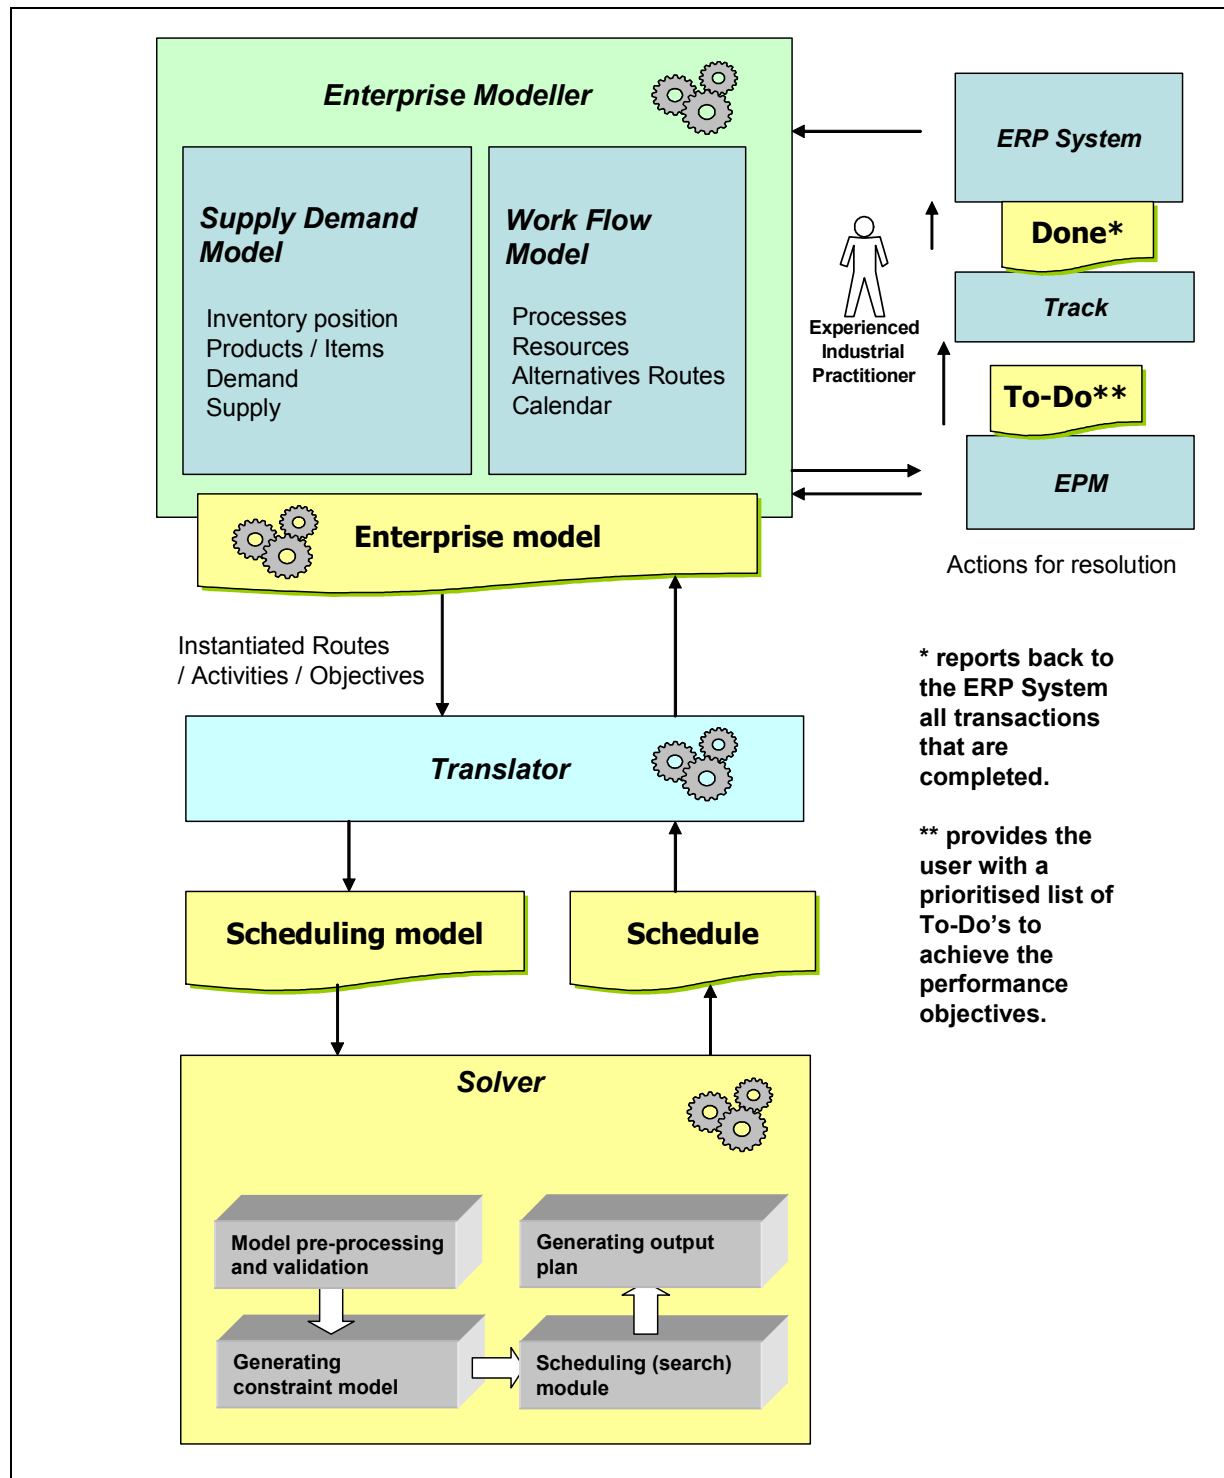 Enterprise Modeller
Supply Demand
Model
Inventory position
Products / Items
Demand
Supply
Work Flow
Model
Processes
Resources
Alternatives Routes
Calendar
Enterprise model
ERP System
Done*
Track
To-Do**
EPM
Actions for resolution
Experienced
Industrial
Practitioner
Instantiated Routes
/ Activities / Objectives
Translator
Scheduling model
Schedule
* reports back to
the ERP System
all transactions
that are
completed.
** provides the
user with a
prioritised list of
To-Do's to
achieve the
performance
objectives.
Solver
Model pre-processing
and validation
Generating
constraint model
Scheduling (search)
module
Generating output
plan